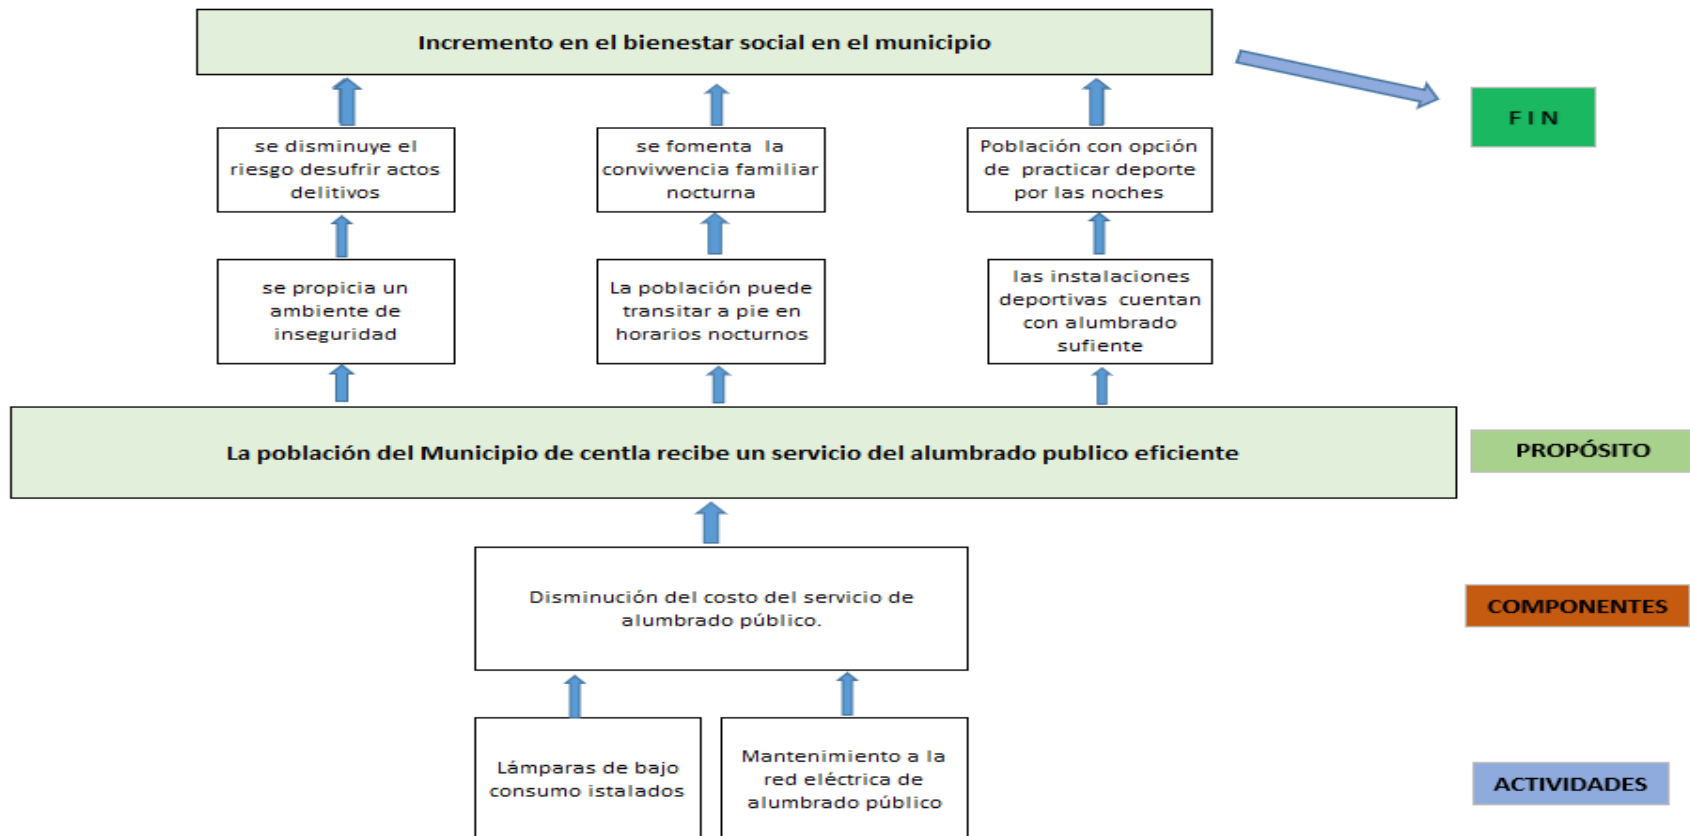 Incremento en el bienestar social en el municipio
F I N
se disminuye el
riesgo desufrir actos
delitivos
se fomenta la
convivvencia familiar
nocturna
Población con opción
de practicar deporte
por las noches
se propicia un
ambiente de
inseguridad
La población puede
transitar a pie en
horarios nocturnos
las instalaciones
deportivas cuentan
con alumbrado
sufiente
La población del Municipio de centla recibe un servicio del alumbrado publico eficiente
PROPÓSITO
Disminución del costo del servicio de
alumbrado público.
COMPONENTES
Lámparas de bajo
consumo istalados
Mantenimiento a la
red eléctrica de
alumbrado público
ACTIVIDADES